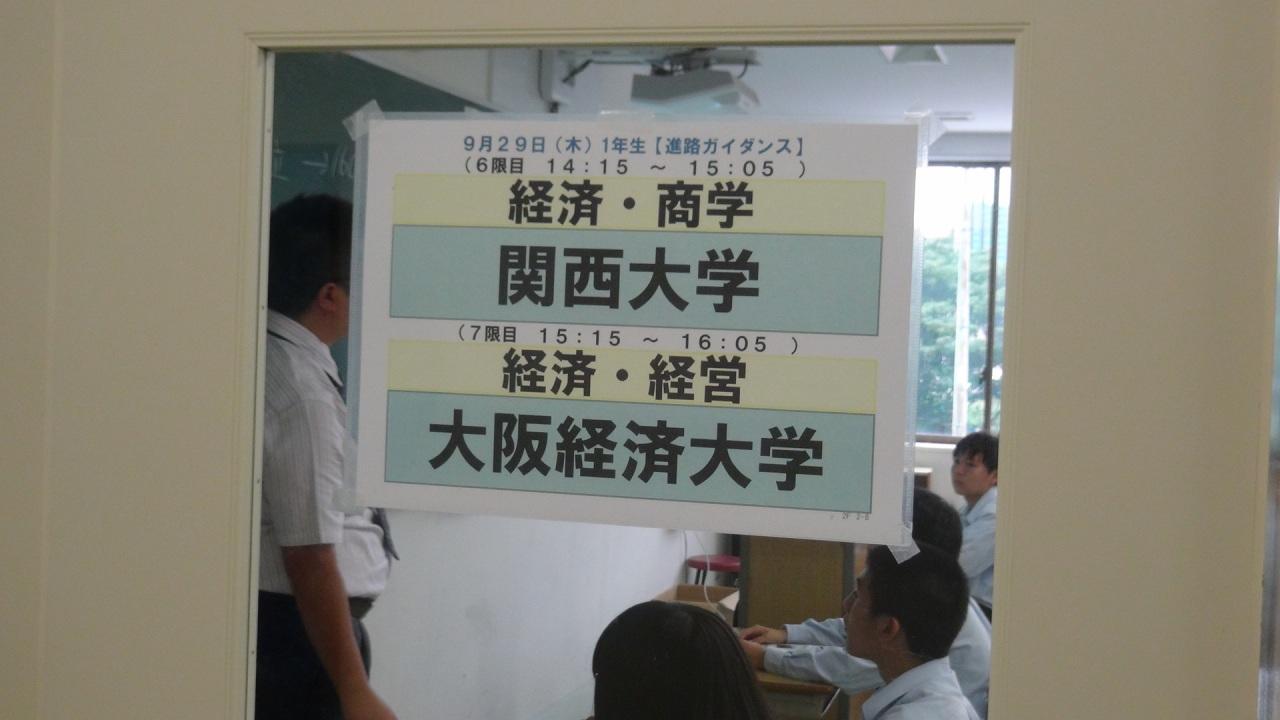 9月29日（木）1年生【進路ガイダンス】
（6限目　14：15　～　15：05　）
経済・商学
関西大学
（7限目　15：15　～　16：05　）
経済・経営
大阪経済大学